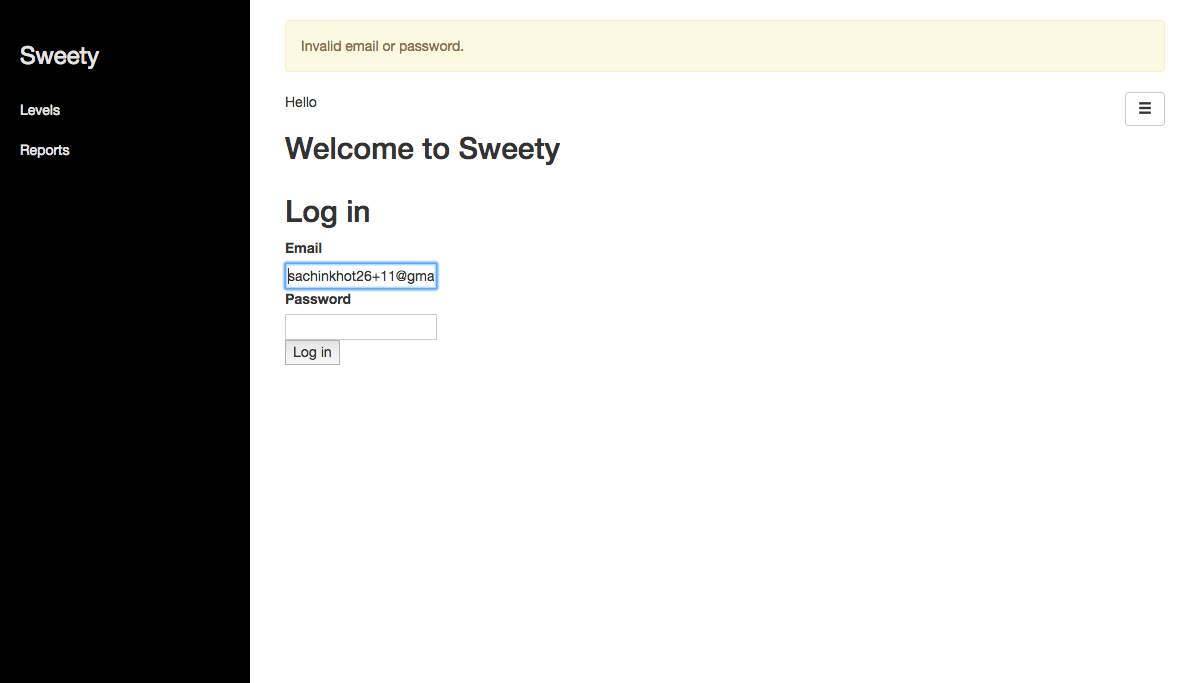 Sweety
Levels
Reports
Invalid email or password.
Hello
Welcome to Sweety
Log in
Email
sachinkhot26+11@gma
Password
Log in